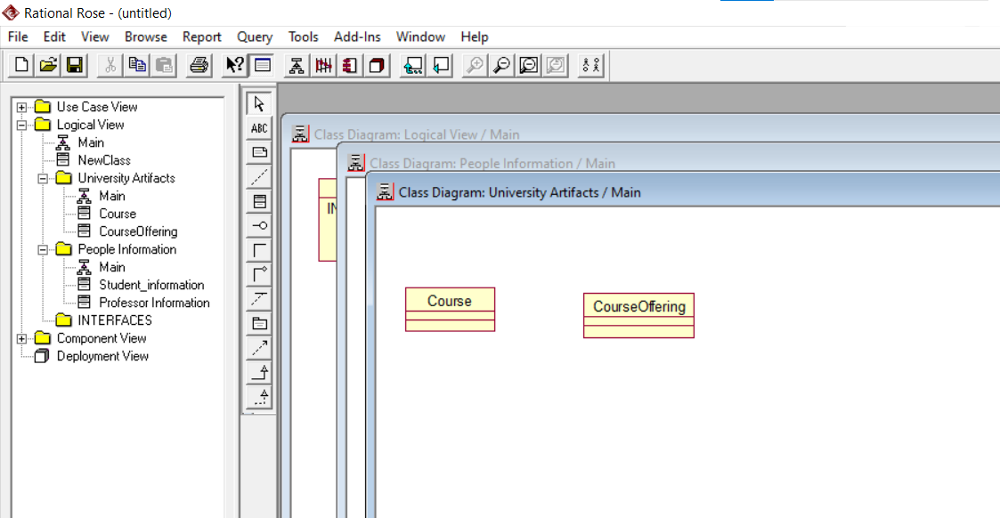 Rational Rose - (untitled)
File Edit View Browse Report Query Tools Add-Ins Window Help
Use Case View
Logical View
Main
NewClass
University Artifacts
Main
Course
CourseOffering
People Information
Main
Student_information
Professor Information
INTERFACES
Component View
Deployment View
ABC
Class Diagram: Logical View / Main
Class Diagram: People Information / Main
Class Diagram: University Artifacts / Main
Course
CourseOffering